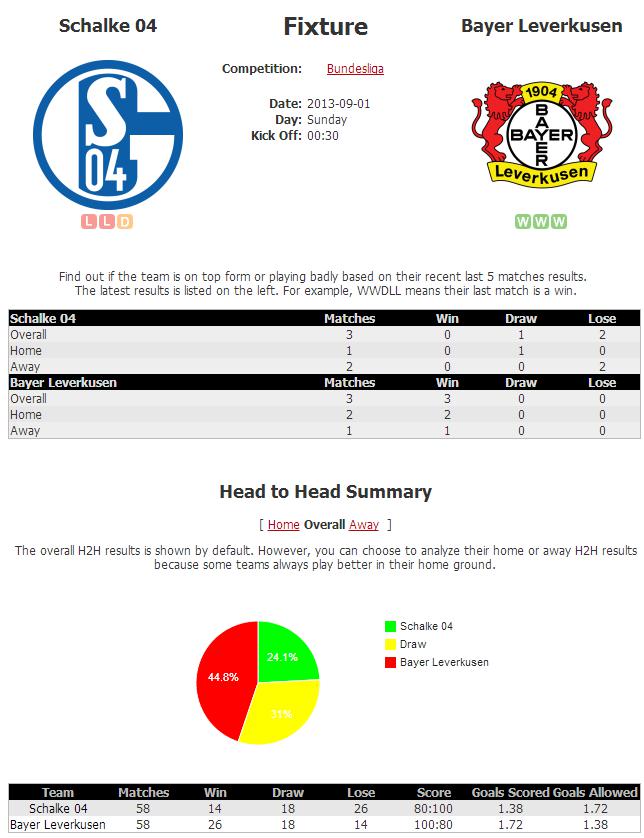 Schalke 04
Fixture
Bayer Leverkusen
Competition: Bundesliga
Date: 2013-09-01
Day: Sunday
Kick Off: 00:30
S
04
1904
BAYER
BAYER
Leverkusen
L L D
W W W
Find out if the team is on top form or playing badly based on their recent last 5 matches results.
The latest results is listed on the left. For example, WWDLL means their last match is a win.
Schalke 04 Matches Win Draw Lose
Overall 3 0 1 2
Home 1 0 1 0
Away 2 0 0 2
Bayer Leverkusen Matches Win Draw Lose
Overall 3 3 0 0
Home 2 2 0 0
Away 1 1 0 0
Head to Head Summary
[ Home Overall Away ]
The overall H2H results is shown by default. However, you can choose to analyze their home or away H2H results
because some teams always play better in their home ground.
Schalke 04
Draw
Bayer Leverkusen
24.1%
44.8%
31%
Team Matches Win Draw Lose Score Goals Scored Goals Allowed
Schalke 04 58 14 18 26 80:100 1.38 1.72
Bayer Leverkusen 58 26 18 14 100:80 1.72 1.38